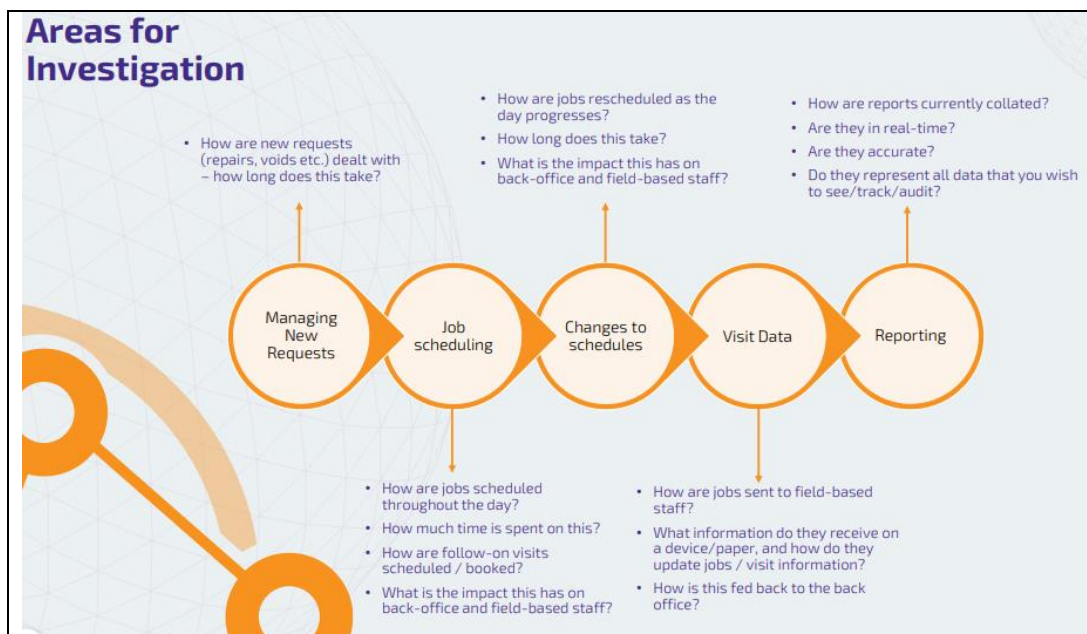 Areas for
Investigation
• How are new requests
(repairs, voids etc.) dealt with
– how long does this take?
• How are jobs rescheduled as the
day progresses?
• How long does this take?
• What is the impact this has on
back-office and field-based staff?
• How are reports currently collated?
• Are they in real-time?
• Are they accurate?
• Do they represent all data that you wish
to see/track/audit?
Managing
New
Requests
Job
scheduling
Changes to
schedules
Visit Data
Reporting
• How are jobs scheduled
throughout the day?
• How much time is spent on this?
• How are follow-on visits
scheduled / booked?
• What is the impact this has on
back-office and field-based staff?
• How are jobs sent to field-based
staff?
• What information do they receive on
a device/paper, and how do they
update jobs / visit information?
• How is this fed back to the back
office?